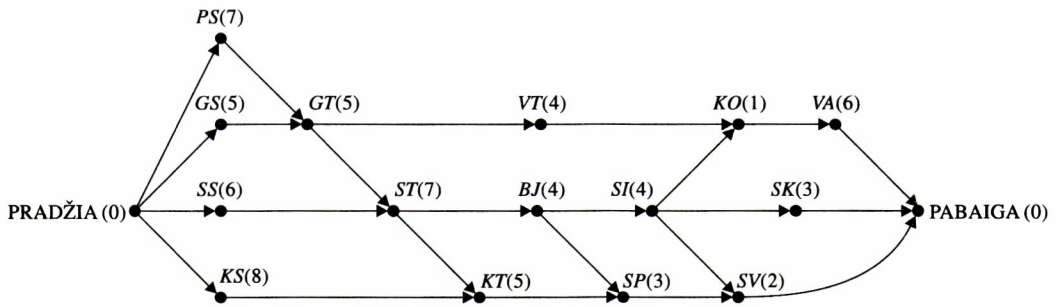 PS(7)
GS(5) GT(5) VT(4) KO(1) VA(6)
SS(6) ST(7) BJ(4) SI(4) SK(3)
PRADŽIA (0) PABAIGA (0)
KS(8) KT(5) SP(3) SV(2)